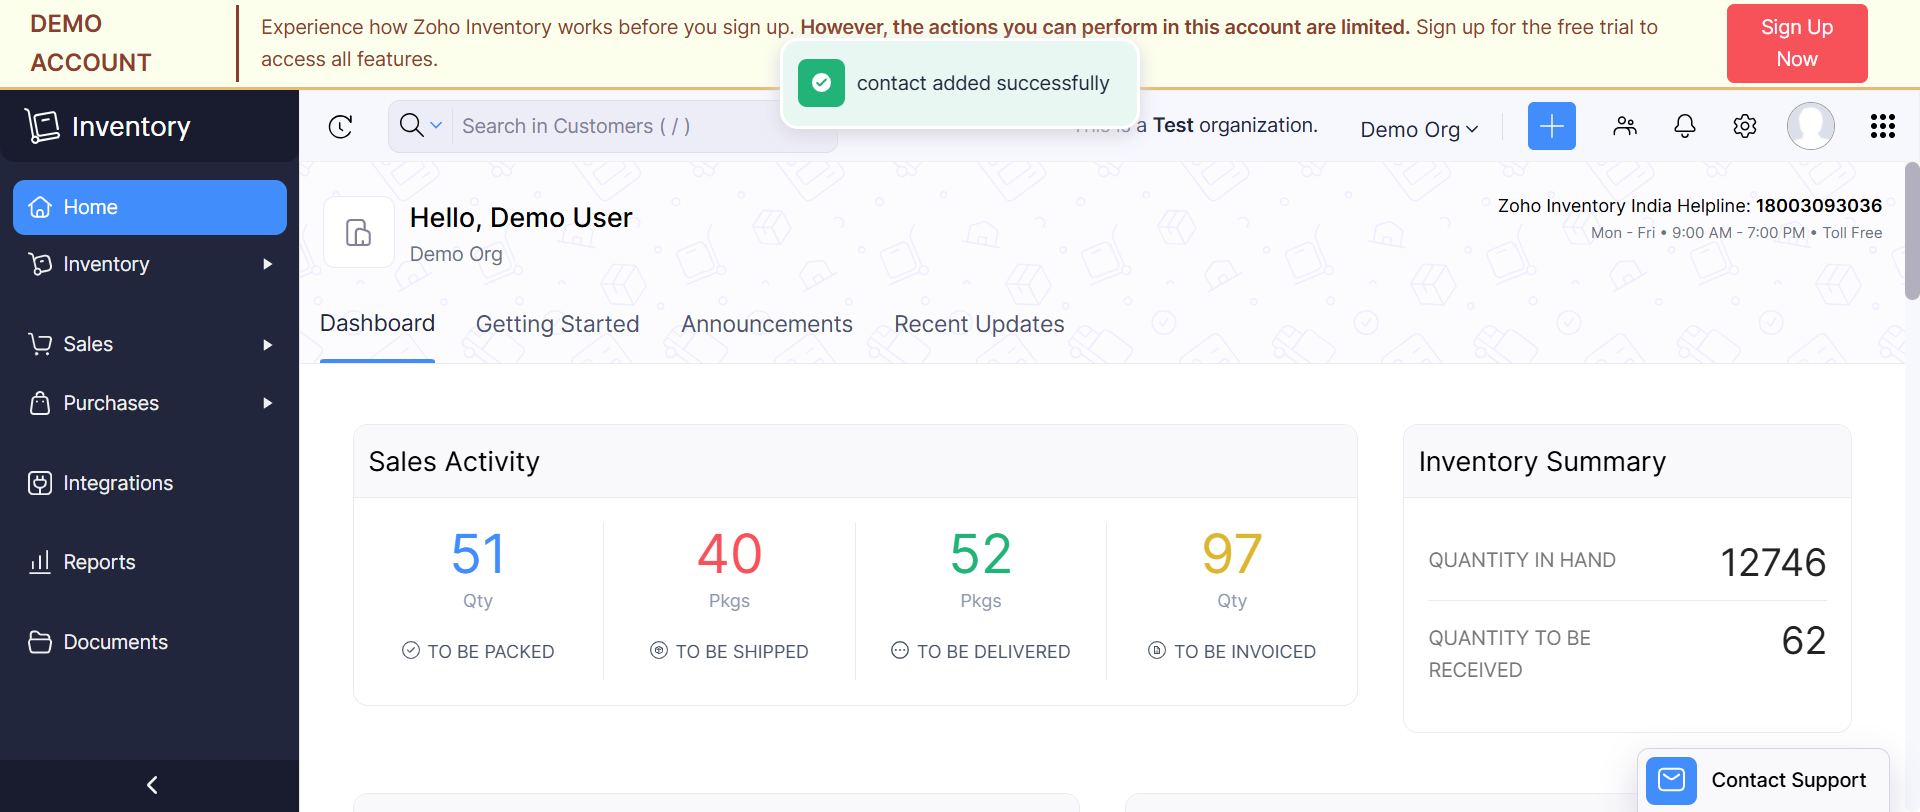 DEMO ACCOUNT
Experience how Zoho Inventory works before you sign up. However, the actions you can perform in this account are limited. Sign up for the free trial to
access all features.
Sign Up
Now
contact added successfully
Inventory
Search in Customers ( / )
a Test organization.
Demo Org
Home
Inventory
Sales
Purchases
Integrations
Reports
Documents
Hello, Demo User
Demo Org
Zoho Inventory India Helpline: 18003093036
Mon - Fri • 9:00 AM - 7:00 PM • Toll Free
Dashboard Getting Started Announcements Recent Updates
Sales Activity
51 40 52 97
Qty Pkgs Pkgs Qty
TO BE PACKED TO BE SHIPPED TO BE DELIVERED TO BE INVOICED
Inventory Summary
QUANTITY IN HAND 12746
QUANTITY TO BE
RECEIVED
62
Contact Support